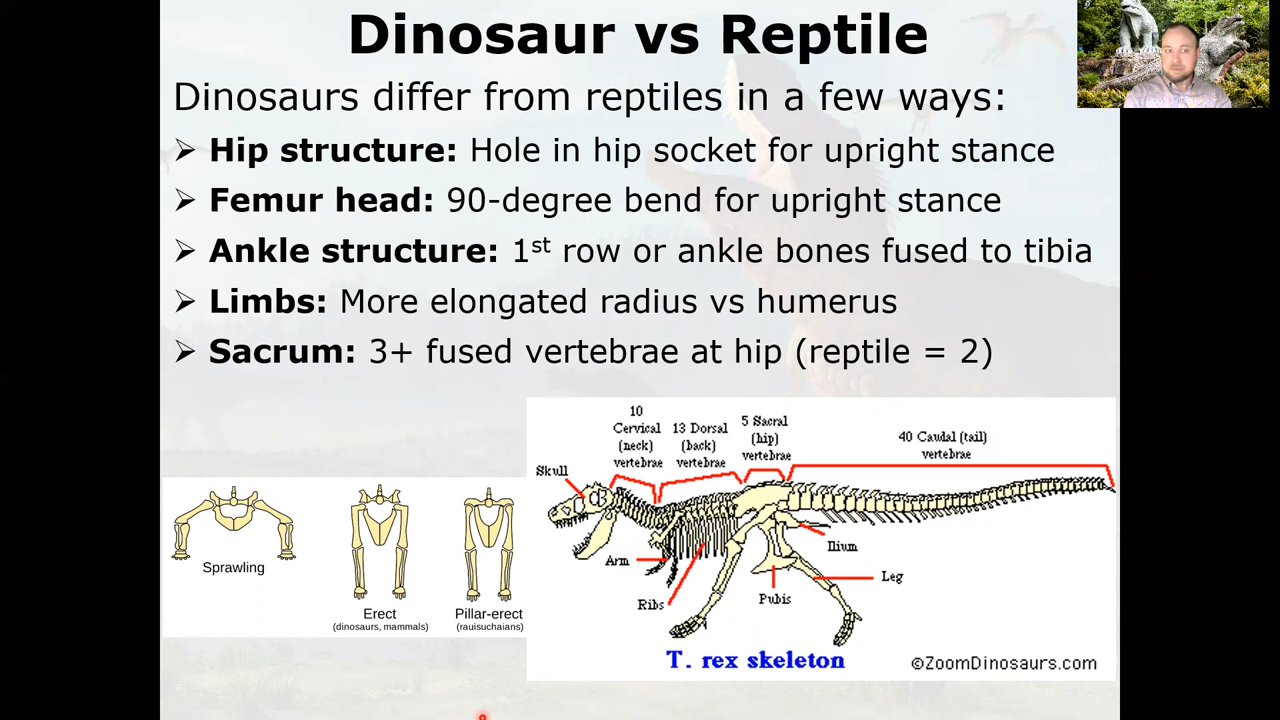 Dinosaur vs Reptile
Dinosaurs differ from reptiles in a few ways:
➢ Hip structure: Hole in hip socket for upright stance
➢ Femur head: 90-degree bend for upright stance
➢ Ankle structure: 1st row or ankle bones fused to tibia
➢ Limbs: More elongated radius vs humerus
➢ Sacrum: 3+ fused vertebrae at hip (reptile = 2)
Sprawling
Erect
(dinosaurs, mammals)
Pillar-erect
(rauisuchaians)
10
Cervical
(neck)
vertebrae
13 Dorsal
(back)
vertebrae
5 Sacral
(hip)
vertebrae
40 Caudal (tail)
vertebrae
Skull
Arm
Ribs
Pubis
Ilium
Leg
T. rex skeleton
©ZoomDinosaurs.com